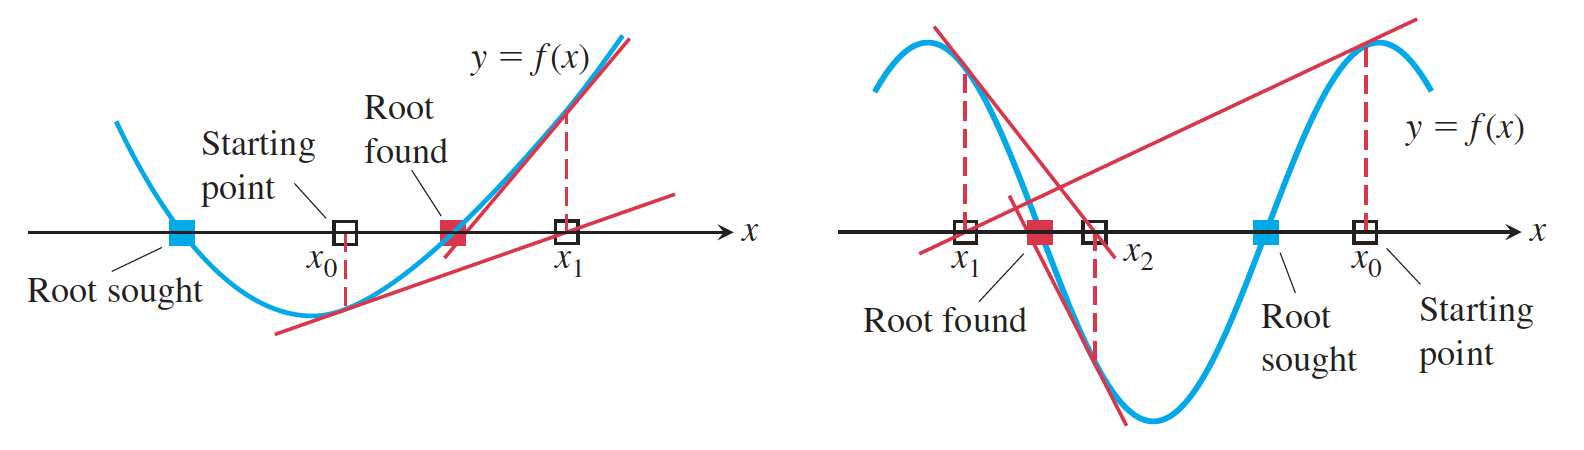 y = f(x)
Root
found
Starting
point
x
x₀
x₁
Root sought
y = f(x)
x
x₁
x₂
x₀
Root found
Root
sought
Starting
point